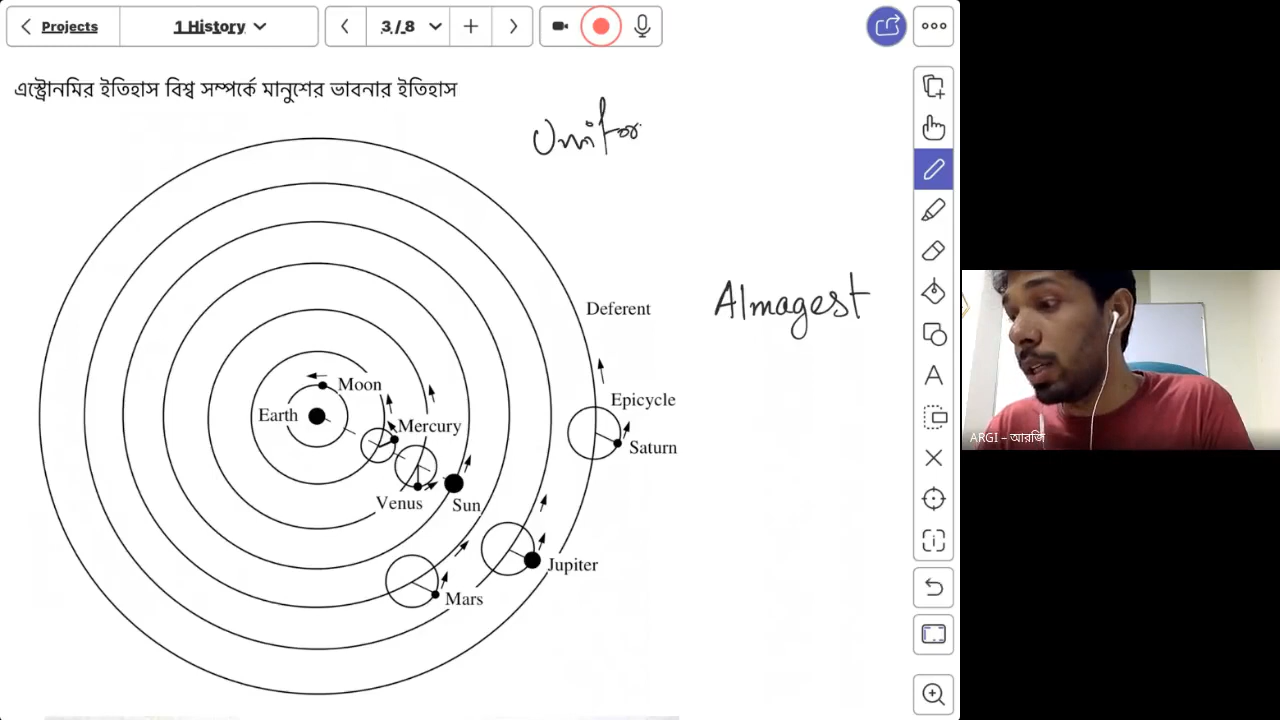 Projects
1 History
3 / 8
এস্ট্রোনমির ইতিহাস বিশ্ব সম্পর্কে মানুশের ভাবনার ইতিহাস
Unifor
Deferent
Almagest
Moon
Epicycle
Earth
Mercury
Saturn
Venus
Sun
Jupiter
Mars
A
ARGI – আরজি